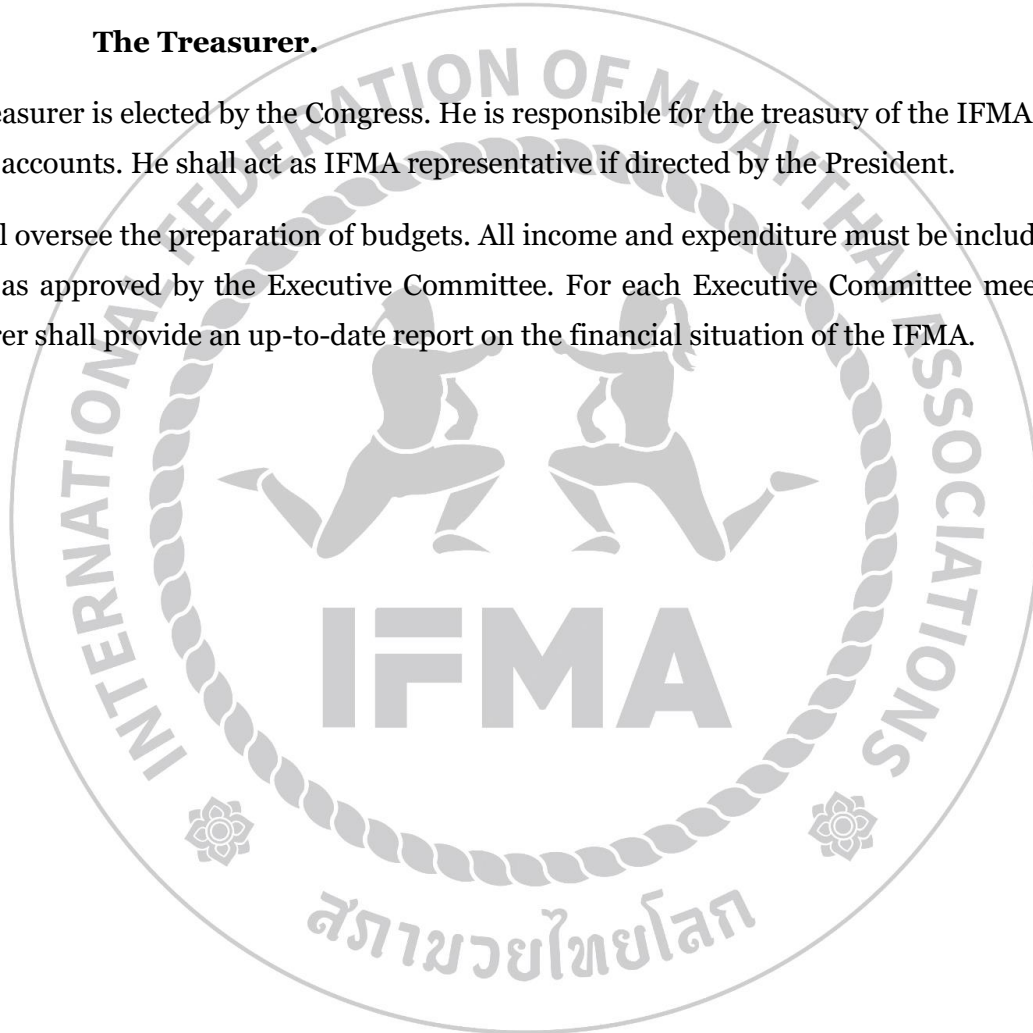 The Treasurer.
easurer is elected by the Congress. He is responsible for the treasury of the IFMA
accounts. He shall act as IFMA representative if directed by the President.
l oversee the preparation of budgets. All income and expenditure must be includ
as approved by the Executive Committee. For each Executive Committee mee
er shall provide an up-to-date report on the financial situation of the IFMA.
INTERNATIONAL FEDERATION OF MUAYTHAI ASSOCIATIONS
IFMA
สภามวยไทยโลก